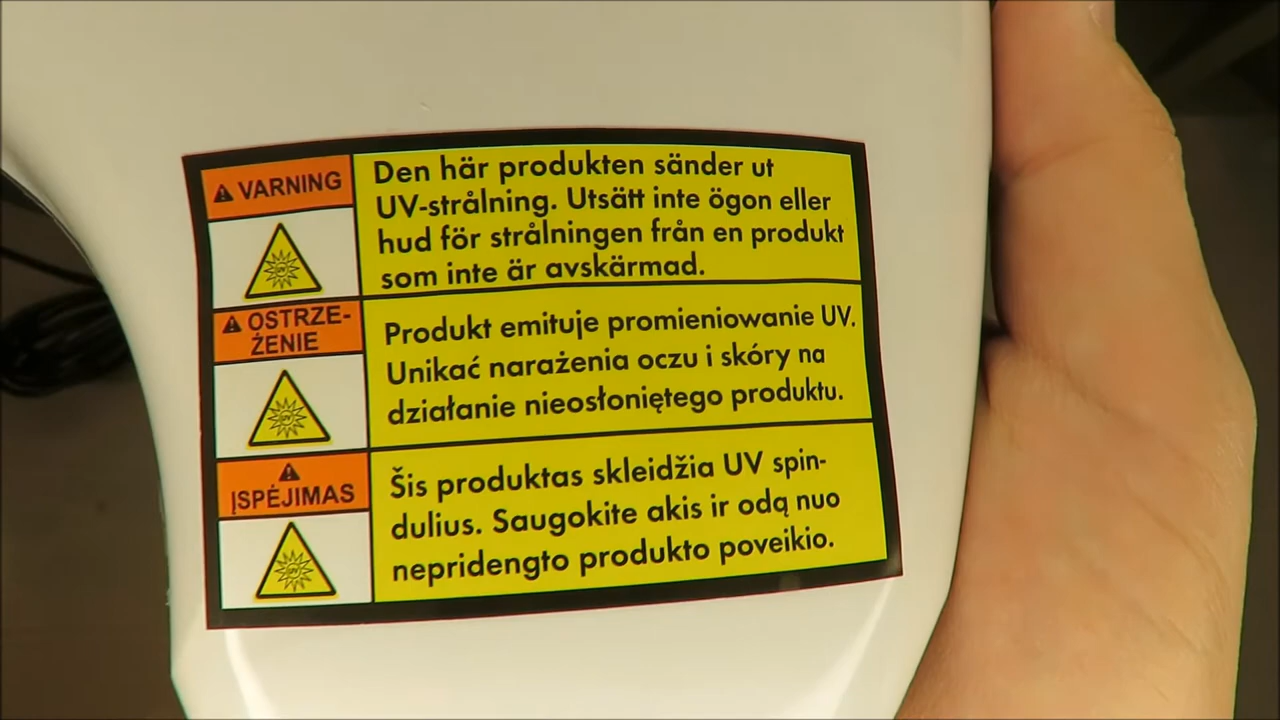 VARNING
Den här produkten sänder ut
UV-strålning. Utsätt inte ögon eller
hud för strålningen från en produkt
som inte är avskärmad.
OSTRZE-
ŻENIE
Produkt emituje promieniowanie UV.
Unikać narażenia oczu i skóry na
działanie nieosłoniętego produktu.
ĮSPĖJIMAS
Šis produktas skleidžia UV spin-
dulius. Saugokite akis ir odą nuo
nepridengto produkto poveikio.